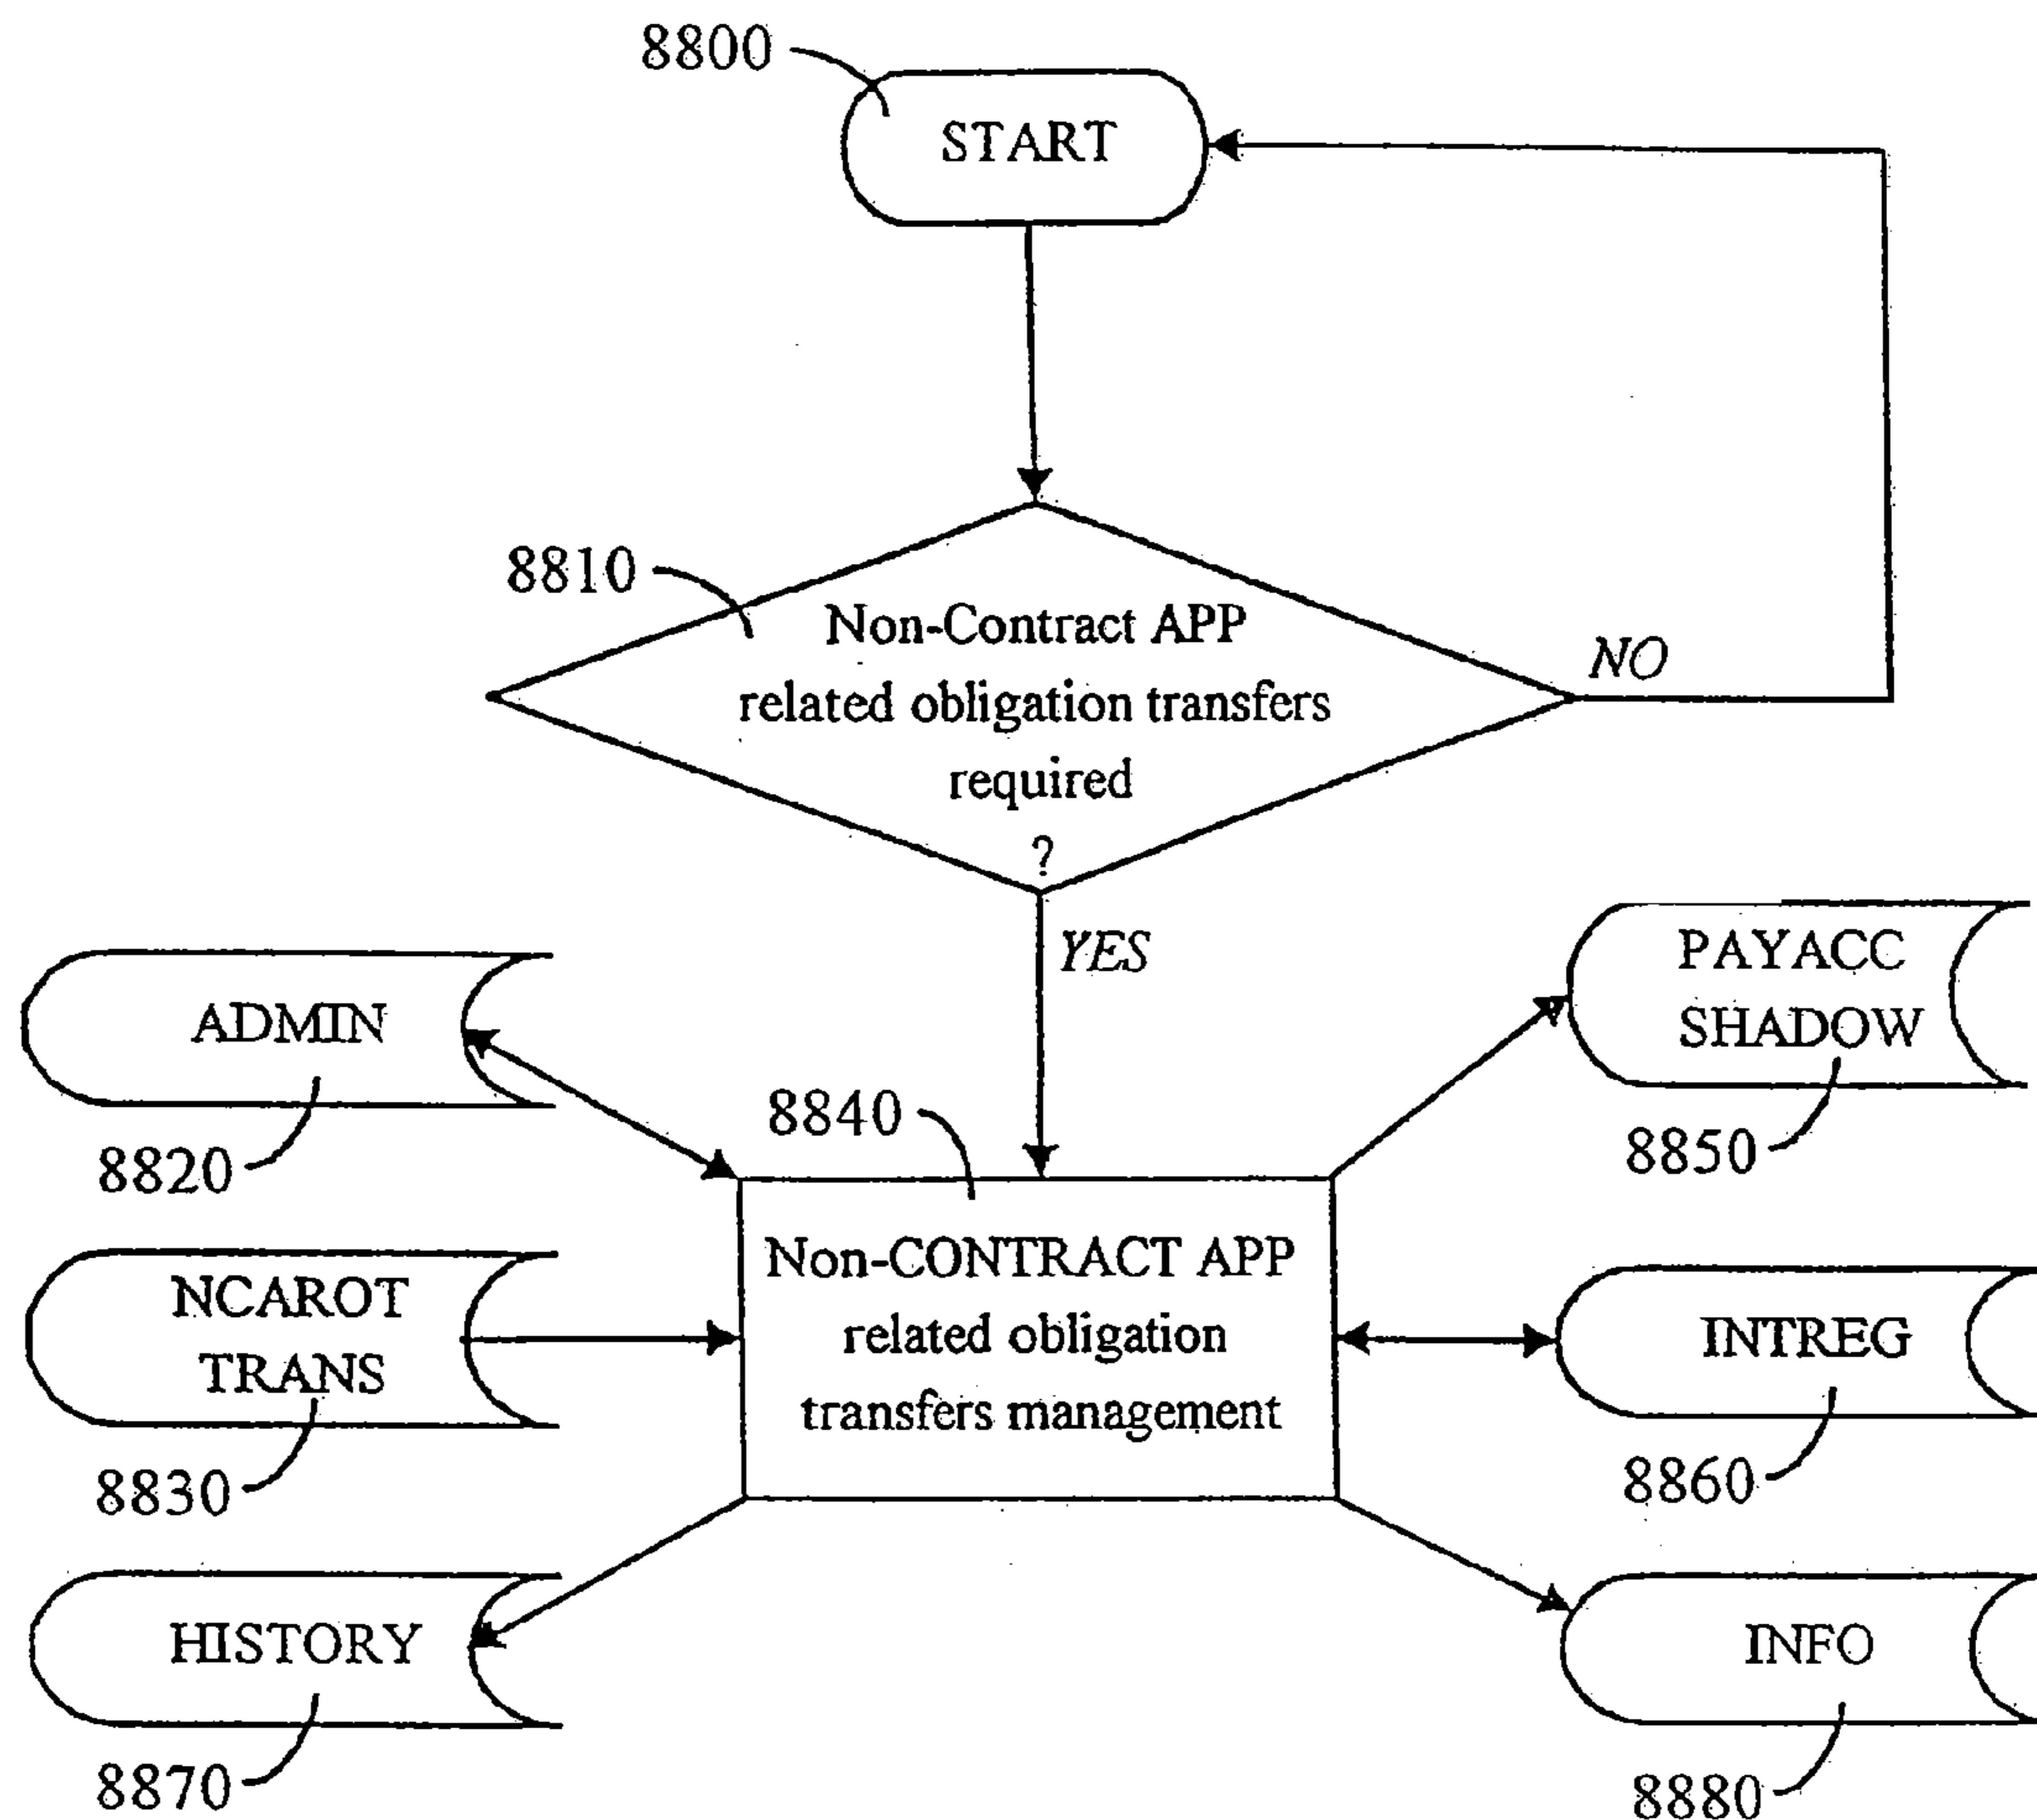 8800
START
8810
Non-Contract APP
related obligation transfers
required
?
NO
YES
ADMIN
8820
PAYACC
SHADOW
8850
8840
Non-CONTRACT APP
related obligation
transfers management
NCAROT
TRANS
8830
INTREG
8860
HISTORY
8870
INFO
8880